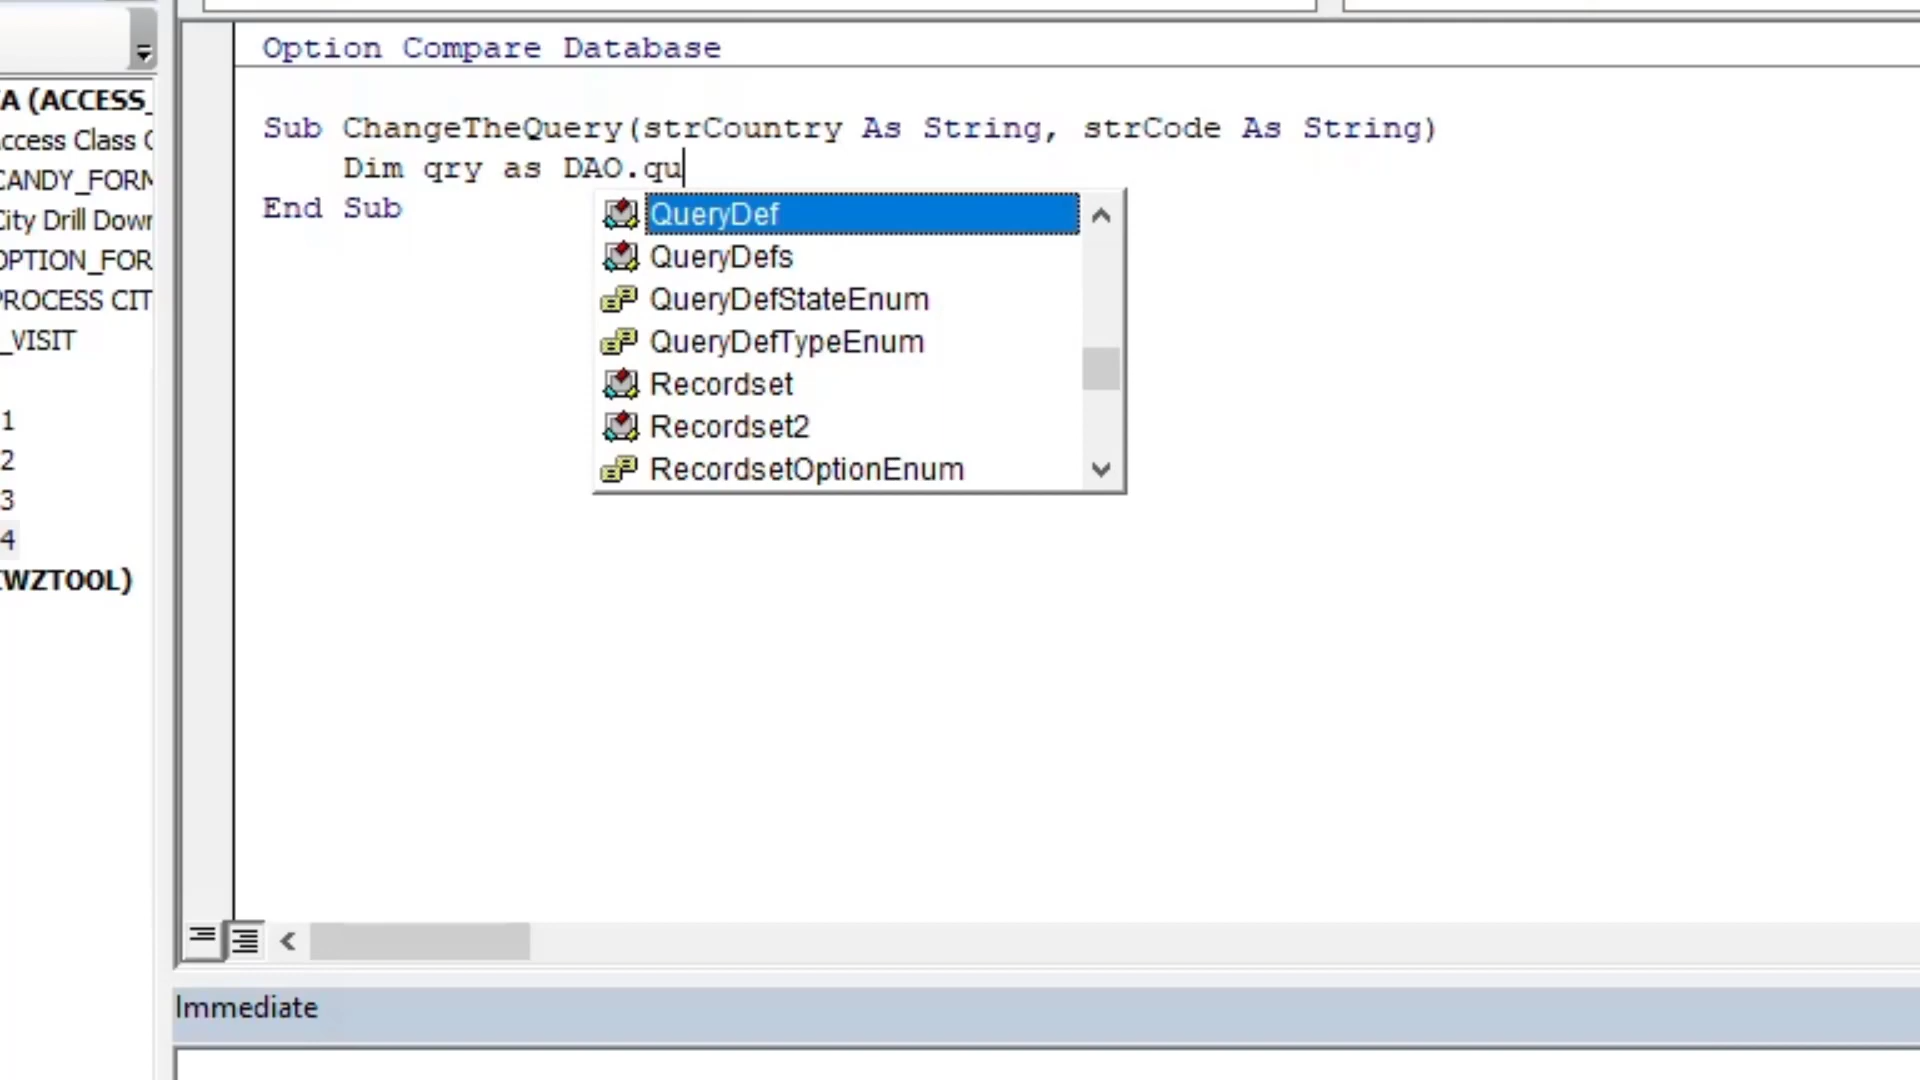 Option Compare Database
A (ACCESS_
ccess Class
CANDY_FORM
City Drill Down
OPTION_FOR
PROCESS CIT
_VISIT
1
2
3
4
WZTOOL)
Sub ChangeTheQuery(strCountry As String, strCode As String)
Dim qry as DAO.qu
End Sub
QueryDef
QueryDefs
QueryDefStateEnum
QueryDefTypeEnum
Recordset
Recordset2
RecordsetOptionEnum
Immediate